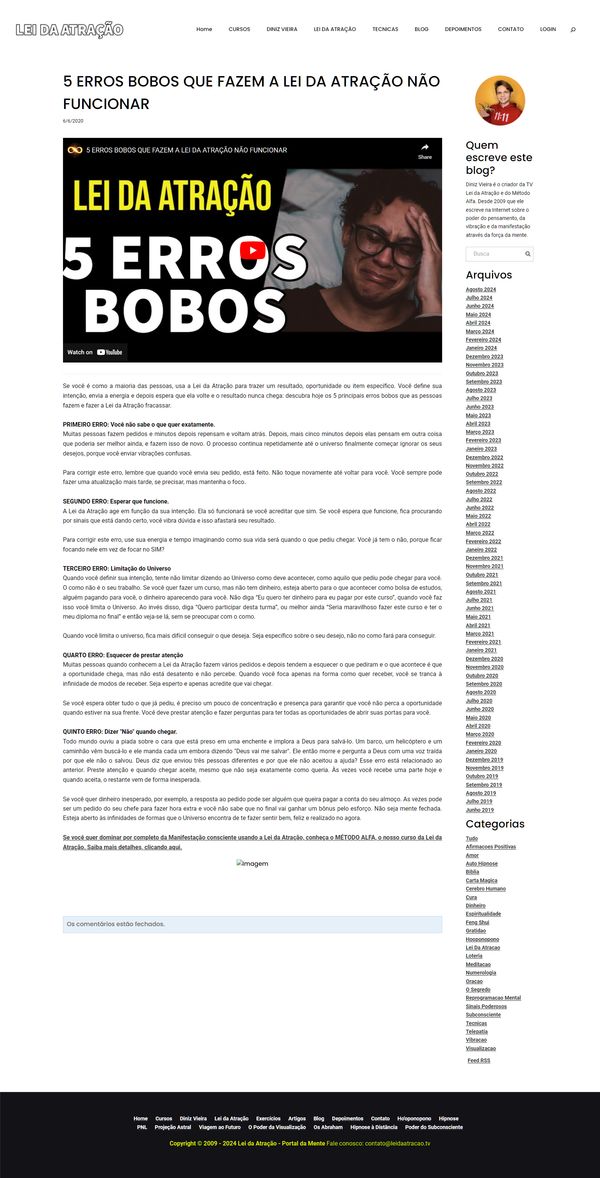 LEI DA ATRAÇÃO
Home CURSOS DINIZ VIEIRA LEI DA ATRAÇÃO TECNICAS BLOG DEPOIMENTOS CONTATO LOGIN
5 ERROS BOBOS QUE FAZEM A LEI DA ATRAÇÃO NÃO
FUNCIONAR
6/6/2020
5 ERROS BOBOS QUE FAZEM A LEI DA ATRAÇÃO NÃO FUNCIONAR
Share
LEI DA ATRAÇÃO
5 ERROS
BOBOS
Watch on YouTube
Se você é como a maioria das pessoas, usa a Lei da Atração para trazer um resultado, oportunidade ou item específico. Você define sua
intenção, envia a energia e depois espera que ela volte e o resultado nunca chega: descubra hoje os 5 principais erros bobos que as pessoas
fazem e fazer a Lei da Atração fracassar.
PRIMEIRO ERRO: Você não sabe o que quer exatamente.
Muitas pessoas fazem pedidos e minutos depois repensam e voltam atrás. Depois, mais cinco minutos depois elas pensam em outra coisa
que poderia ser melhor ainda, e fazem isso de novo. O processo continua repetidamente até o universo finalmente começar ignorar os seus
desejos, porque você enviar vibrações confusas.
Para corrigir este erro, lembre que quando você envia seu pedido, está feito. Não toque novamente até voltar para você. Você sempre pode
fazer uma atualização mais tarde, se precisar, mas mantenha o foco.
SEGUNDO ERRO: Esperar que funcione.
A Lei da Atração age em função da sua intenção. Ela só funcionará se você acreditar que sim. Se você espera que funcione, fica procurando
por sinais que está dando certo, você vibra dúvida e isso afastará seu resultado.
Para corrigir este erro, use sua energia e tempo imaginando como sua vida será quando o que pediu chegar. Você já tem o não, porque ficar
focando nele em vez de focar no SIM?
TERCEIRO ERRO: Limitação do Universo
Quando você definir sua intenção, tente não limitar dizendo ao Universo como deve acontecer, como aquilo que pediu pode chegar para você.
O como não é o seu trabalho. Se você quer fazer um curso, mas não tem dinheiro, esteja aberto para o que acontecer como bolsa de estudos,
alguém pagando para você, o dinheiro aparecendo para você. Não diga "Eu quero ter dinheiro para eu pagar por este curso", quando você faz
isso você limita o Universo. Ao invés disso, diga "Quero participar desta turma", ou melhor ainda "Seria maravilhoso fazer este curso e ter o
meu diploma no final" e então veja-se lá, sem se preocupar com o como.
Quando você limita o universo, fica mais difícil conseguir o que deseja. Seja específico sobre o seu desejo, não no como fará para conseguir.
QUARTO ERRO: Esquecer de prestar atenção
Muitas pessoas quando conhecem a Lei da Atração fazem vários pedidos e depois tendem a esquecer o que pediram e o que acontece é que
a oportunidade chega, mas não está desatento e não percebe. Quando você foca apenas na forma como quer receber, você se tranca à
infinidade de modos de receber. Seja esperto e apenas acredite que vai chegar.
Se você espera obter tudo o que já pediu, é preciso um pouco de concentração e presença para garantir que você não perca a oportunidade
quando estiver na sua frente. Você deve prestar atenção e fazer perguntas para ter todas as oportunidades de abrir suas portas para você.
QUINTO ERRO: Dizer "Não" quando chegar.
Todo mundo ouviu a piada sobre o cara que está preso em uma enchente e implora a Deus para salvá-lo. Um barco, um helicóptero e um
caminhão vêm buscá-lo e ele manda cada um embora dizendo "Deus vai me salvar". Ele então morre e pergunta a Deus com uma voz traída
por que ele não o salvou. Deus diz que enviou três pessoas diferentes e por que ele não aceitou a ajuda? Esse erro está relacionado ao
anterior. Preste atenção e quando chegar aceite, mesmo que não seja exatamente como queria. Às vezes você recebe uma parte hoje e
quando aceita, o restante vem de forma inesperada.
Se você quer dinheiro inesperado, por exemplo, a resposta ao pedido pode ser alguém que queira pagar a conta do seu almoço. As vezes pode
ser um pedido do seu chefe para fazer hora extra e você não sabe que no final vai ganhar um bônus pelo esforço. Não seja mente fechada.
Esteja aberto às infinidades de formas que o Universo encontra de te fazer sentir bem, feliz e realizado no agora.
Se você quer dominar por completo da Manifestação consciente usando a Lei da Atração, conheça o MÉTODO ALFA, o nosso curso da Lei da
Atração. Saiba mais detalhes, clicando aqui.
Imagem
Os comentários estão fechados.
11:11
Quem
escreve este
blog?
Diniz Vieira é o criador da TV
Lei da Atração e do Método
Alfa. Desde 2009 que ele
escreve na Internet sobre o
poder do pensamento, da
vibração e da manifestação
através da força da mente.
Busca
Arquivos
Agosto 2024
Julho 2024
Junho 2024
Maio 2024
Abril 2024
Março 2024
Fevereiro 2024
Janeiro 2024
Dezembro 2023
Novembro 2023
Outubro 2023
Setembro 2023
Agosto 2023
Julho 2023
Junho 2023
Maio 2023
Abril 2023
Março 2023
Fevereiro 2023
Janeiro 2023
Dezembro 2022
Novembro 2022
Outubro 2022
Setembro 2022
Agosto 2022
Julho 2022
Junho 2022
Maio 2022
Abril 2022
Março 2022
Fevereiro 2022
Janeiro 2022
Dezembro 2021
Novembro 2021
Outubro 2021
Setembro 2021
Agosto 2021
Julho 2021
Junho 2021
Maio 2021
Abril 2021
Março 2021
Fevereiro 2021
Janeiro 2021
Dezembro 2020
Novembro 2020
Outubro 2020
Setembro 2020
Agosto 2020
Julho 2020
Junho 2020
Maio 2020
Abril 2020
Março 2020
Fevereiro 2020
Janeiro 2020
Dezembro 2019
Novembro 2019
Outubro 2019
Setembro 2019
Agosto 2019
Julho 2019
Junho 2019
Categorias
Tudo
Afirmacoes Positivas
Amor
Auto Hipnose
Biblia
Carta Magica
Cerebro Humano
Cura
Dinheiro
Espiritualidade
Feng Shui
Gratidao
Hooponopono
Lei Da Atracao
Loteria
Meditacao
Numerologia
Oracao
O Segredo
Reprogramacao Mental
Sinais Poderosos
Subconsciente
Tecnicas
Telepatia
Vibracao
Visualizacao
Feed RSS
Home Cursos Diniz Vieira Lei da Atração Exercícios Artigos Blog Depoimentos Contato Ho'oponopono Hipnose
PNL Projeção Astral Viagem ao Futuro O Poder da Visualização Os Abraham Hipnose à Distância Poder do Subconsciente
Copyright © 2009 - 2024 Lei da Atração - Portal da Mente Fale conosco: contato@leidaatracao.tv